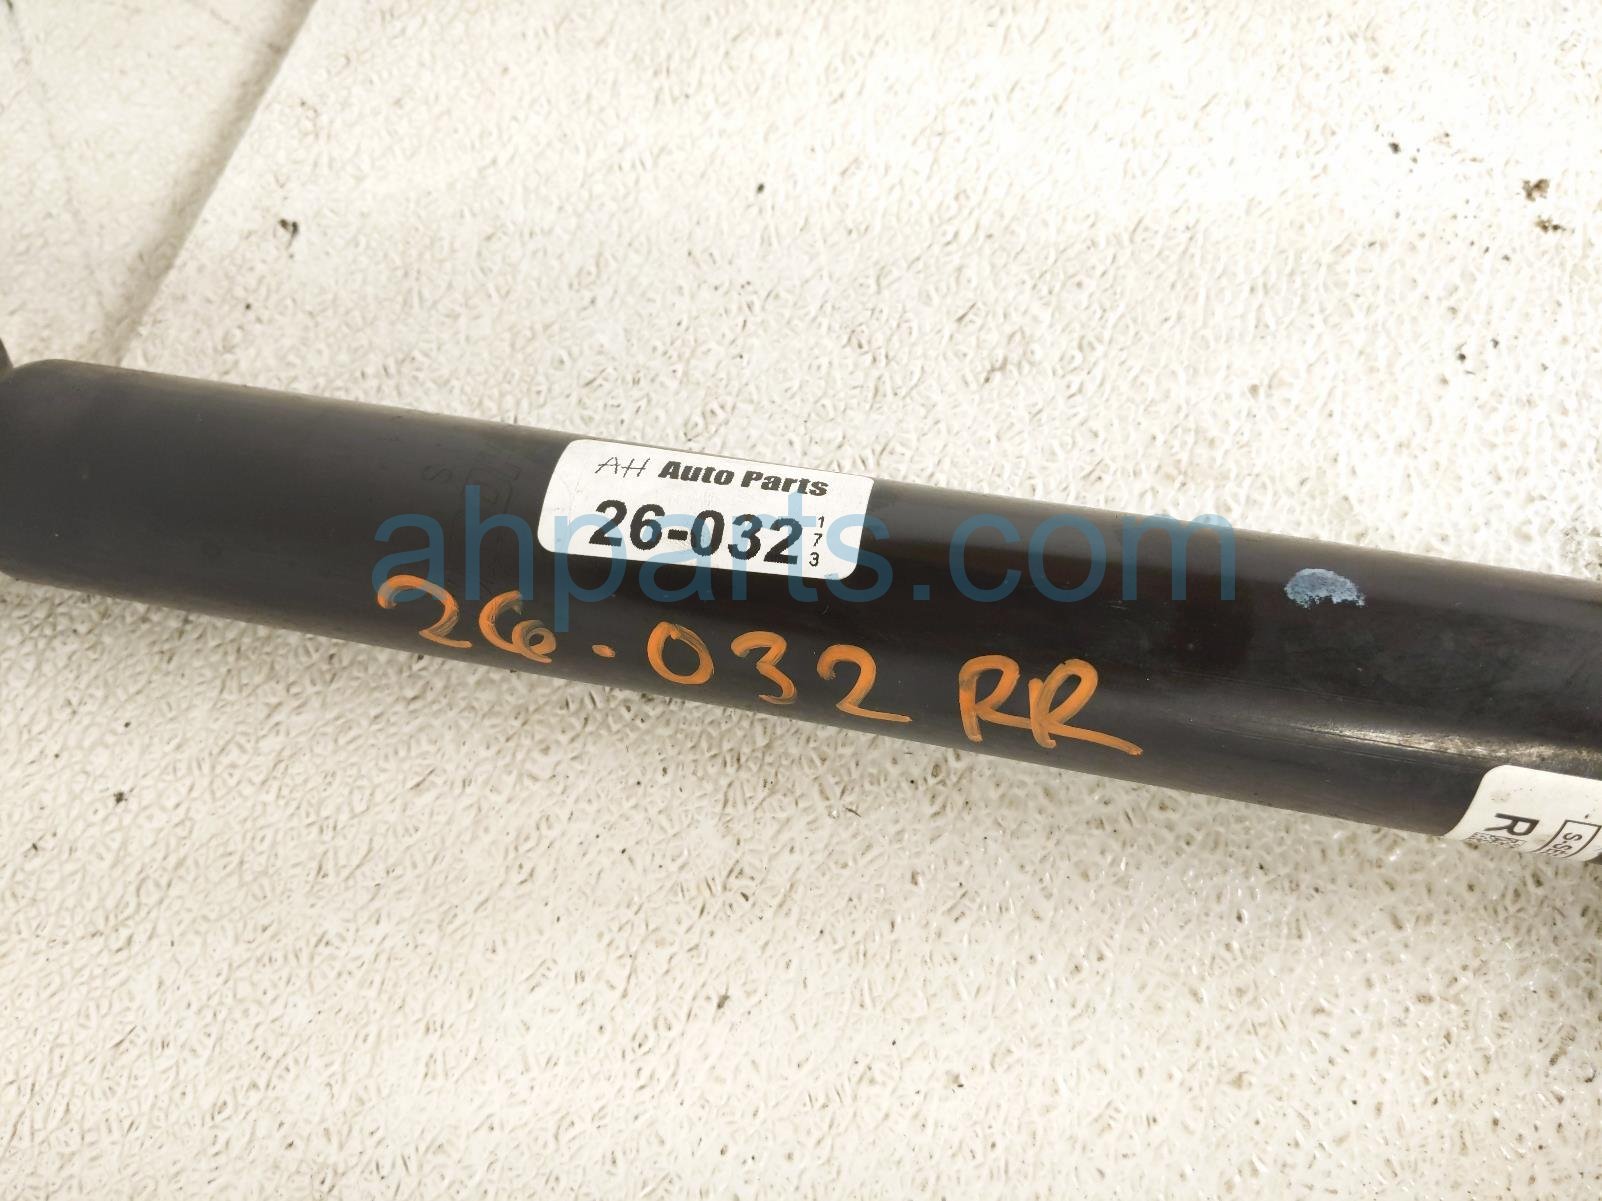 AH Auto Parts
26-032
173
ahparts.com
26-032 RR
R